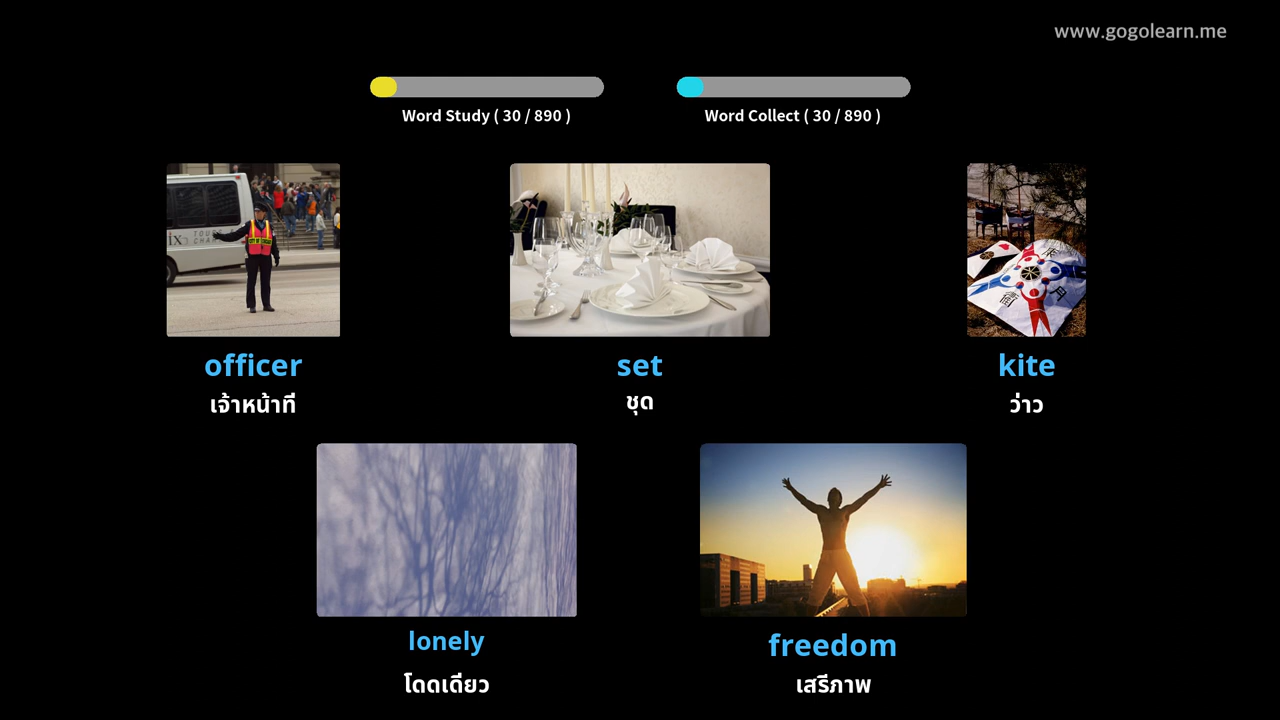 www.gogolearn.me
Word Study ( 30 / 890 )
Word Collect ( 30 / 890 )
officer
เจ้าหน้าที่
set
ชุด
kite
ว่าว
lonely
โดดเดี่ยว
freedom
เสรีภาพ